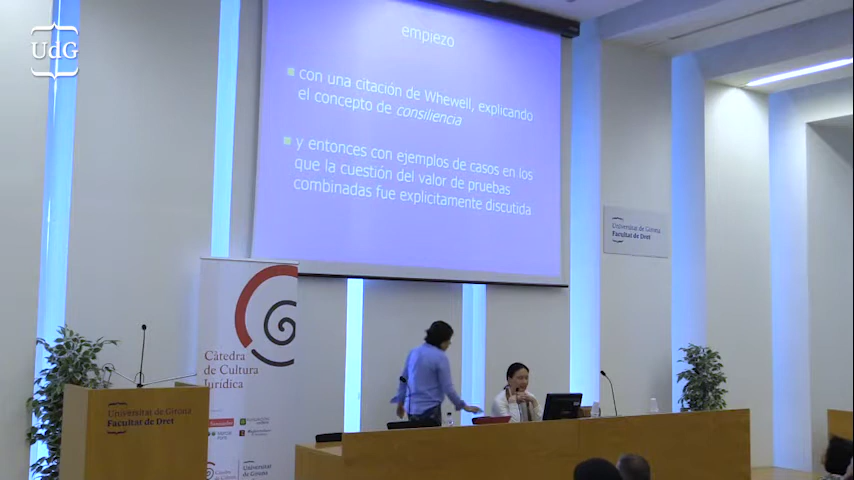 UdG
empiezo
con una citación de Whewell, explicando
el concepto de consiliencia
y entonces con ejemplos de casos en los
que la cuestión del valor de pruebas
combinadas fue explicitamente discutida
Universitat de Girona
Facultat de Dret
Càtedra
de Cultura
Jurídica
Universitat de Girona
Facultat de Dret